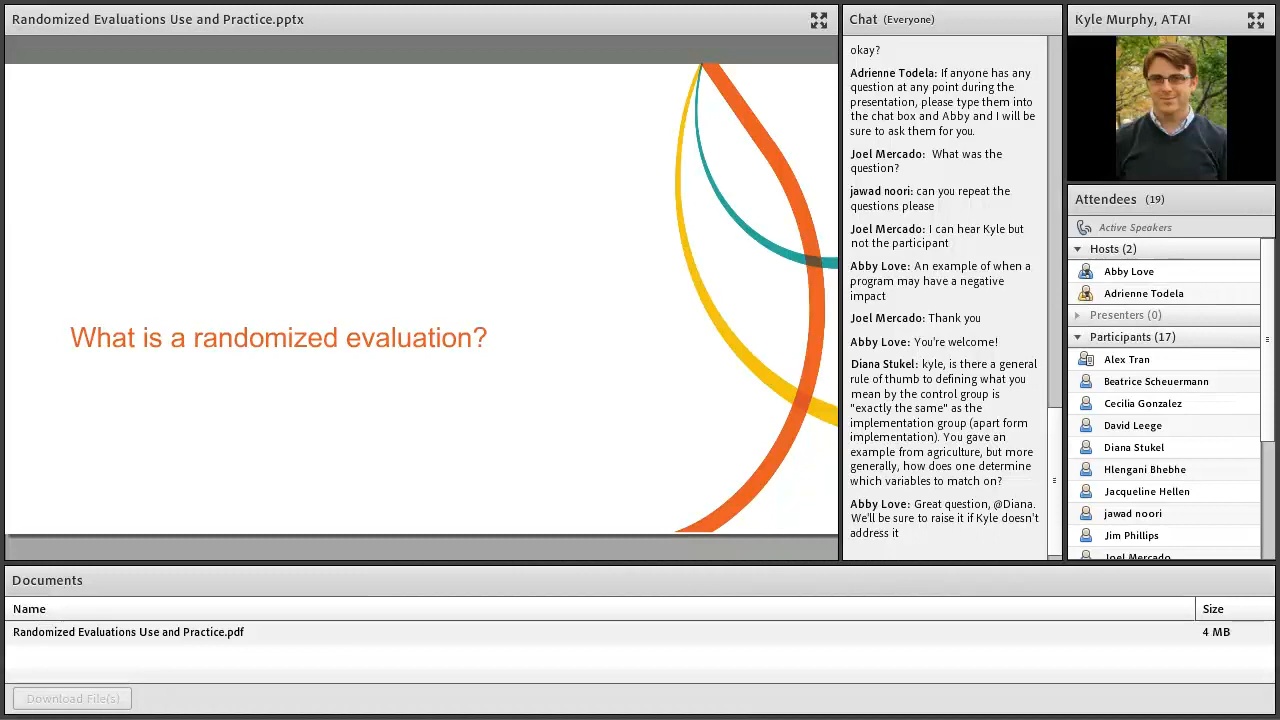 Randomized Evaluations Use and Practice.pptx
What is a randomized evaluation?
Chat (Everyone)
okay?
Adrienne Todela: If anyone has any
question at any point during the
presentation, please type them into
the chat box and Abby and I will be
sure to ask them for you.
Joel Mercado: What was the
question?
jawad noori: can you repeat the
questions please
Joel Mercado: I can hear Kyle but
not the participant
Abby Love: An example of when a
program may have a negative
impact
Joel Mercado: Thank you
Abby Love: You're welcome!
Diana Stukel: kyle, is there a general
rule of thumb to defining what you
mean by the control group is
"exactly the same" as the
implementation group (apart form
implementation). You gave an
example from agriculture, but more
generally, how does one determine
which variables to match on?
Abby Love: Great question, @Diana.
We'll be sure to raise it if Kyle doesn't
address it
Kyle Murphy, ATAI
Attendees (19)
Active Speakers
Hosts (2)
Abby Love
Adrienne Todela
Presenters (0)
Participants (17)
Alex Tran
Beatrice Scheuermann
Cecilia Gonzalez
David Leege
Diana Stukel
Hlengani Bhebhe
Jacqueline Hellen
jawad noori
Jim Phillips
Joel Mercado
Documents
Name Size
Randomized Evaluations Use and Practice.pdf 4 MB
Download File(s)